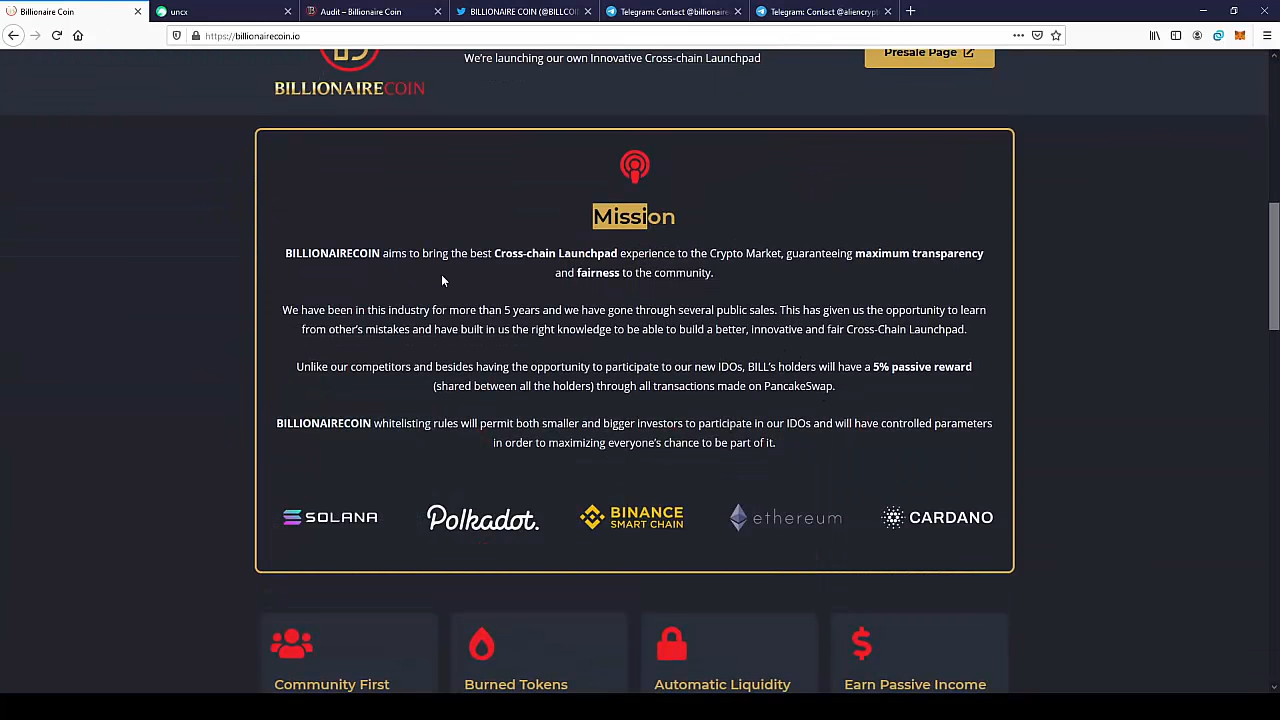 Billionaire Coin
uncx
Audit – Billionaire Coin
BILLIONAIRE COIN (@BILLCOI
Telegram: Contact @billionaire
Telegram: Contact @aliencrypt
https://billionairecoin.io
We're launching our own Innovative Cross-chain Launchpad
Presale Page
BILLIONAIRECOIN
Mission
BILLIONAIRECOIN aims to bring the best Cross-chain Launchpad experience to the Crypto Market, guaranteeing maximum transparency
and fairness to the community.
We have been in this industry for more than 5 years and we have gone through several public sales. This has given us the opportunity to learn
from other's mistakes and have built in us the right knowledge to be able to build a better, innovative and fair Cross-Chain Launchpad.
Unlike our competitors and besides having the opportunity to participate to our new IDOs, BILL's holders will have a 5% passive reward
(shared between all the holders) through all transactions made on PancakeSwap.
BILLIONAIRECOIN whitelisting rules will permit both smaller and bigger investors to participate in our IDOs and will have controlled parameters
in order to maximizing everyone's chance to be part of it.
SOLANA
Polkadot.
BINANCE
SMART CHAIN
ethereum
CARDANO
Community First
Burned Tokens
Automatic Liquidity
Earn Passive Income